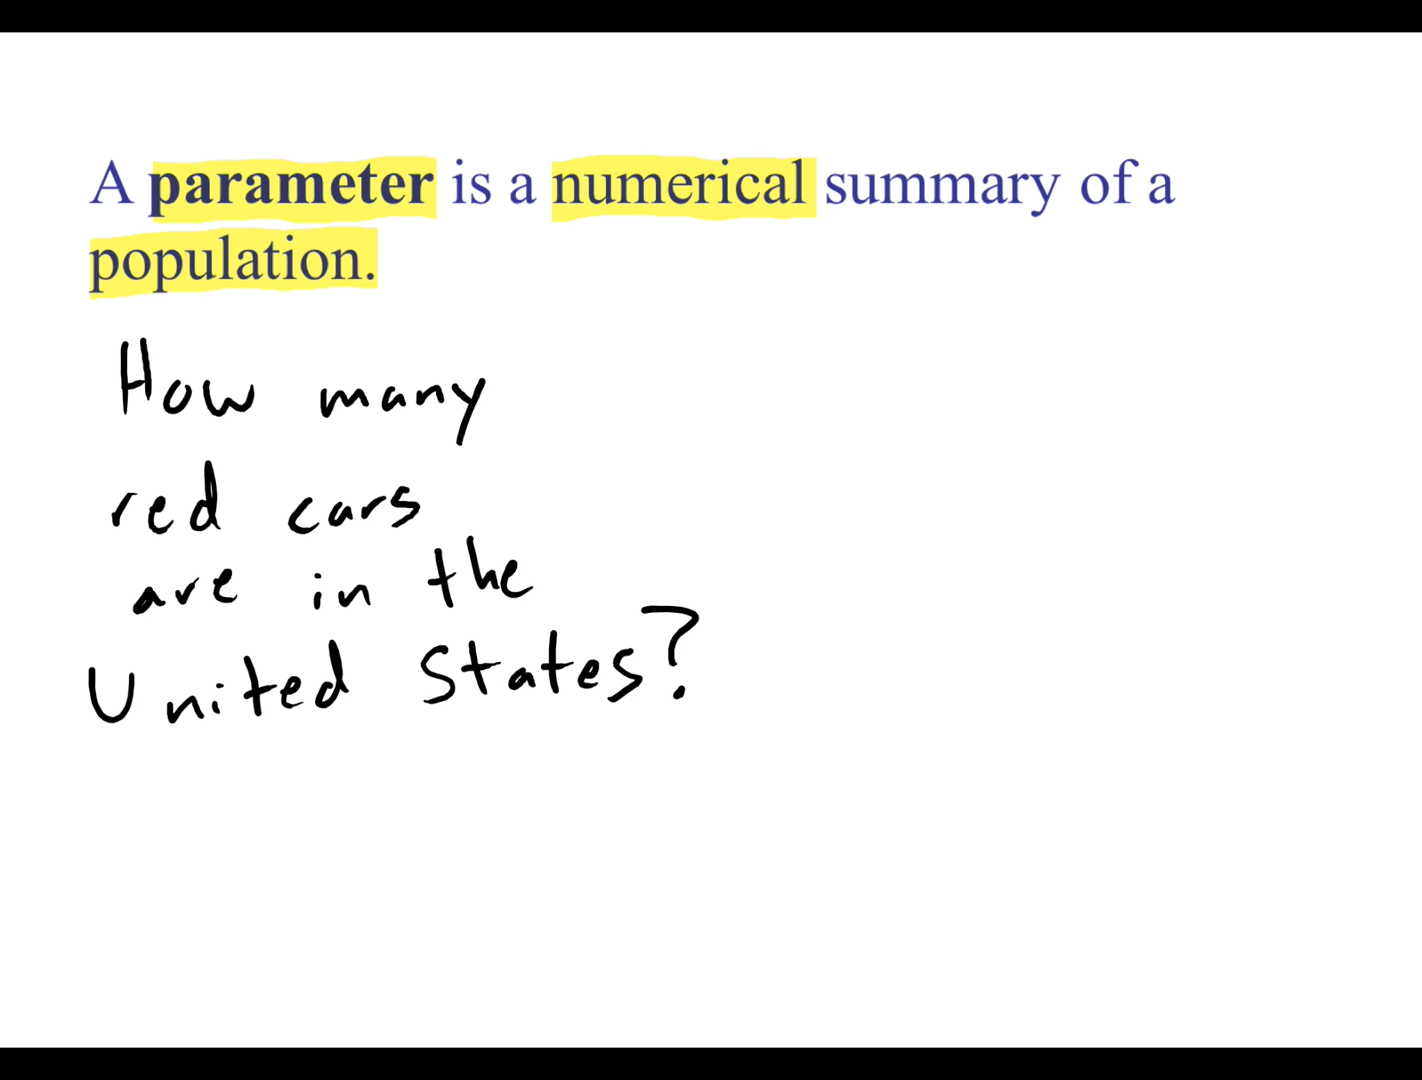 A parameter is a numerical summary of a
population.
How many
red cars
are in the
United States?